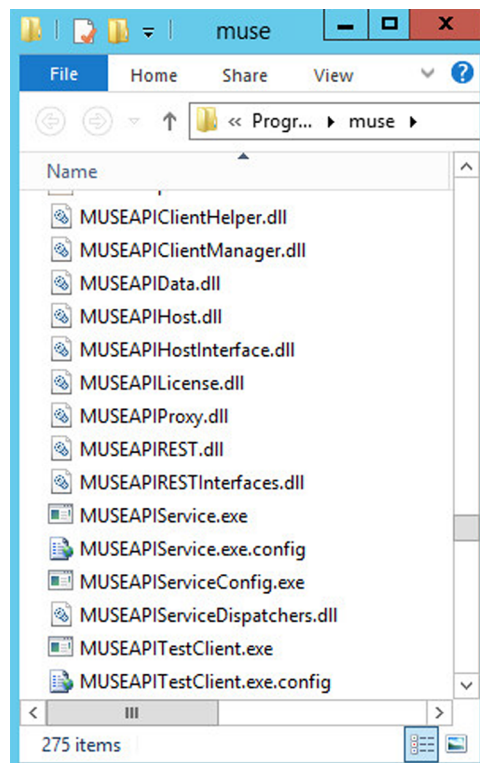 muse
File Home Share View
« Progr... muse
Name
MUSEAPIClientHelper.dll
MUSEAPIClientManager.dll
MUSEAPIData.dll
MUSEAPIHost.dll
MUSEAPIHostInterface.dll
MUSEAPILicense.dll
MUSEAPIProxy.dll
MUSEAPIREST.dll
MUSEAPIRESTInterfaces.dll
MUSEAPIService.exe
MUSEAPIService.exe.config
MUSEAPIServiceConfig.exe
MUSEAPIServiceDispatchers.dll
MUSEAPITestClient.exe
MUSEAPITestClient.exe.config
275 items